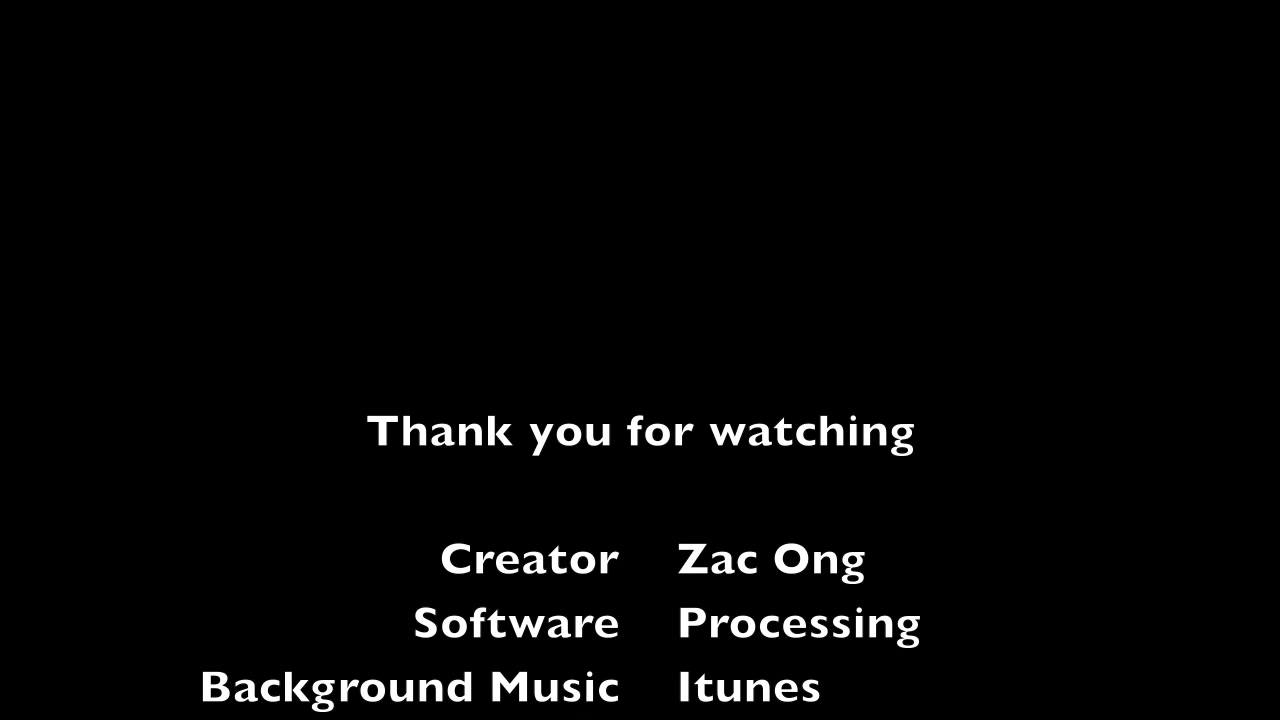 Thank you for watching
Creator Zac Ong
Software Processing
Background Music Itunes